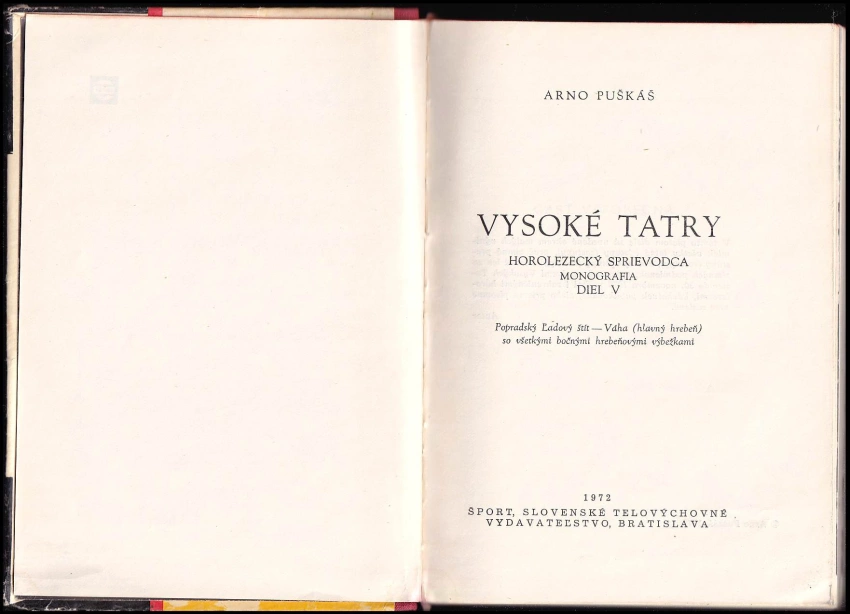 ARNO PUŠKÁŠ
VYSOKÉ TATRY
HOROLEZECKÝ SPRIEVODCA
MONOGRAFIA
DIEL V
Popradský Ľadový štít — Váha (hlavný hrebeň)
so všetkými bočnými hrebeňovými výbežkami
1972
ŠPORT, SLOVENSKÉ TELOVÝCHOVNÉ
VYDAVATEĽSTVO, BRATISLAVA